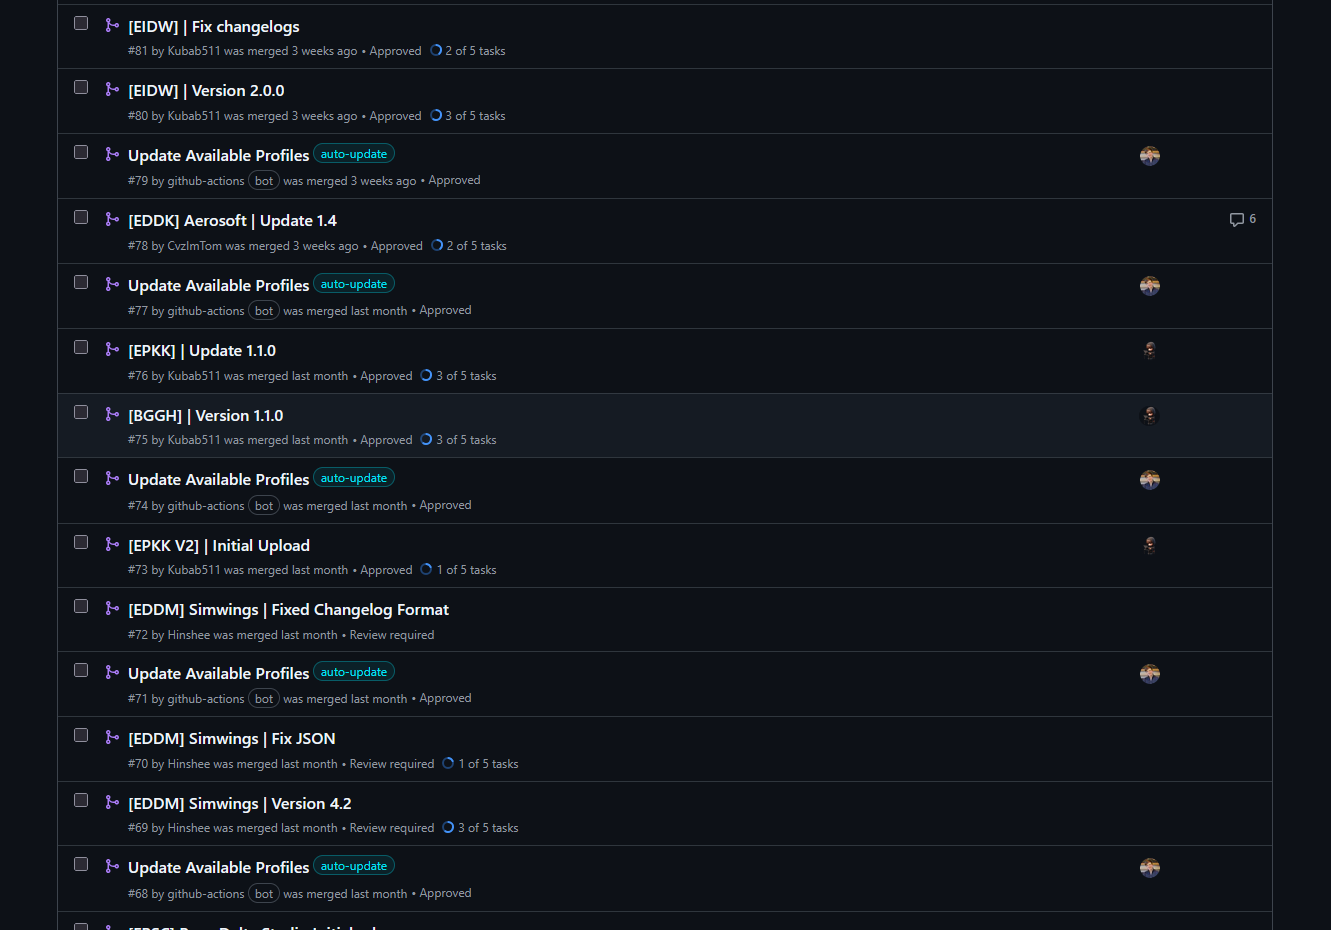 [EIDW] | Fix changelogs
#81 by Kubab511 was merged 3 weeks ago • Approved 2 of 5 tasks
[EIDW] | Version 2.0.0
#80 by Kubab511 was merged 3 weeks ago • Approved 3 of 5 tasks
Update Available Profiles auto-update
#79 by github-actions bot was merged 3 weeks ago • Approved
[EDDK] Aerosoft | Update 1.4 6
#78 by CvzImTom was merged 3 weeks ago • Approved 2 of 5 tasks
Update Available Profiles auto-update
#77 by github-actions bot was merged last month • Approved
[EPKK] | Update 1.1.0
#76 by Kubab511 was merged last month • Approved 3 of 5 tasks
[BGGH] | Version 1.1.0
#75 by Kubab511 was merged last month • Approved 3 of 5 tasks
Update Available Profiles auto-update
#74 by github-actions bot was merged last month • Approved
[EPKK V2] | Initial Upload
#73 by Kubab511 was merged last month • Approved 1 of 5 tasks
[EDDM] Simwings | Fixed Changelog Format
#72 by Hinshee was merged last month • Review required
Update Available Profiles auto-update
#71 by github-actions bot was merged last month • Approved
[EDDM] Simwings | Fix JSON
#70 by Hinshee was merged last month • Review required 1 of 5 tasks
[EDDM] Simwings | Version 4.2
#69 by Hinshee was merged last month • Review required 3 of 5 tasks
Update Available Profiles auto-update
#68 by github-actions bot was merged last month • Approved